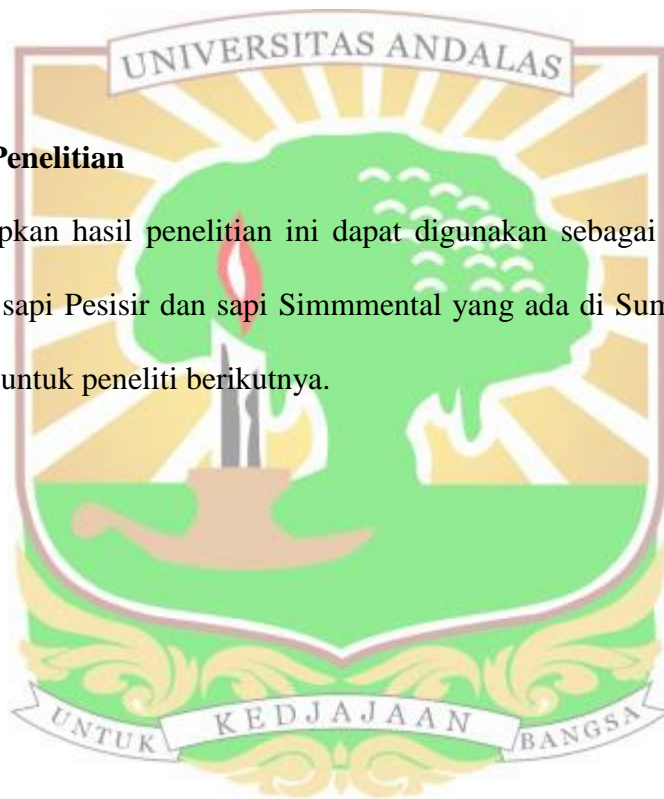 UNIVERSITAS ANDALAS
Penelitian
pkan hasil penelitian ini dapat digunakan sebagai
sapi Pesisir dan sapi Simmmental yang ada di Sum
untuk peneliti berikutnya.
UNTUK KEDJAJAAN BANGSA